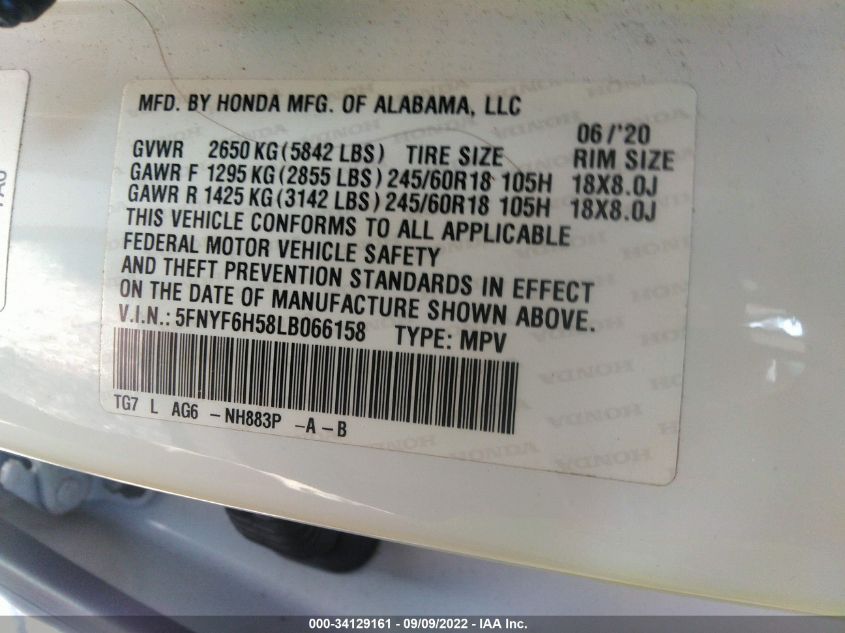 MFD. BY HONDA MFG. OF ALABAMA, LLC
06/'20
GVWR 2650 KG (5842 LBS) TIRE SIZE RIM SIZE
GAWR F 1295 KG (2855 LBS) 245/60R18 105H 18X8.0J
GAWR R 1425 KG (3142 LBS) 245/60R18 105H 18X8.0J
THIS VEHICLE CONFORMS TO ALL APPLICABLE
FEDERAL MOTOR VEHICLE SAFETY
AND THEFT PREVENTION STANDARDS IN EFFECT
ON THE DATE OF MANUFACTURE SHOWN ABOVE.
V.I.N.: 5FNYF6H58LB066158 TYPE: MPV
TG7 L AG6 - NH883P - A - B
000-34129161 - 09/09/2022 - IAA Inc.